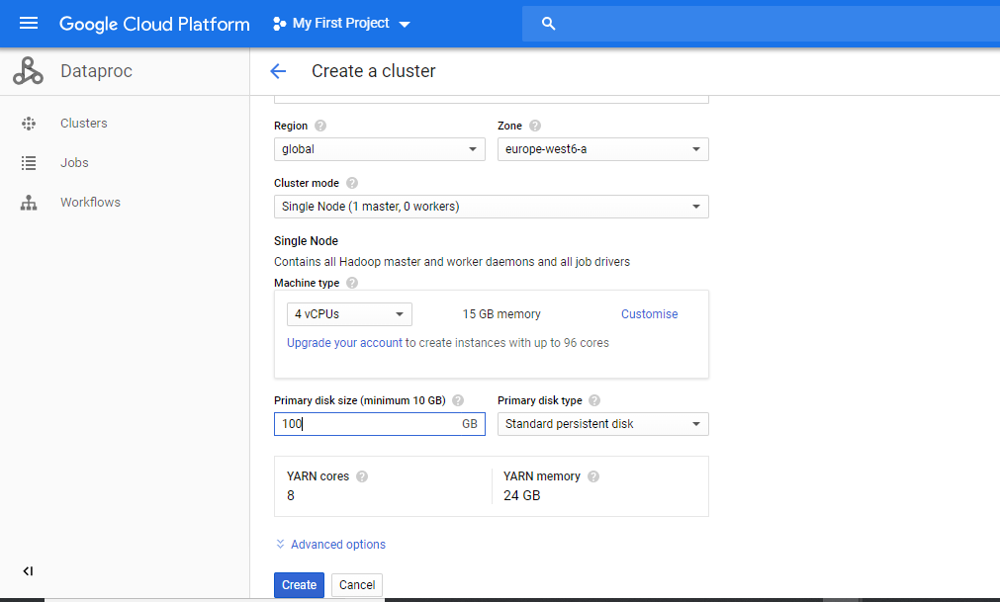 Google Cloud Platform My First Project
Dataproc
Create a cluster
Clusters
Jobs
Workflows
Region ? Zone ?
global europe-west6-a
Cluster mode ?
Single Node (1 master, 0 workers)
Single Node
Contains all Hadoop master and worker daemons and all job drivers
Machine type ?
4 vCPUs 15 GB memory Customise
Upgrade your account to create instances with up to 96 cores
Primary disk size (minimum 10 GB) ? Primary disk type ?
100 GB Standard persistent disk
YARN cores ? YARN memory ?
8 24 GB
Advanced options
Create Cancel